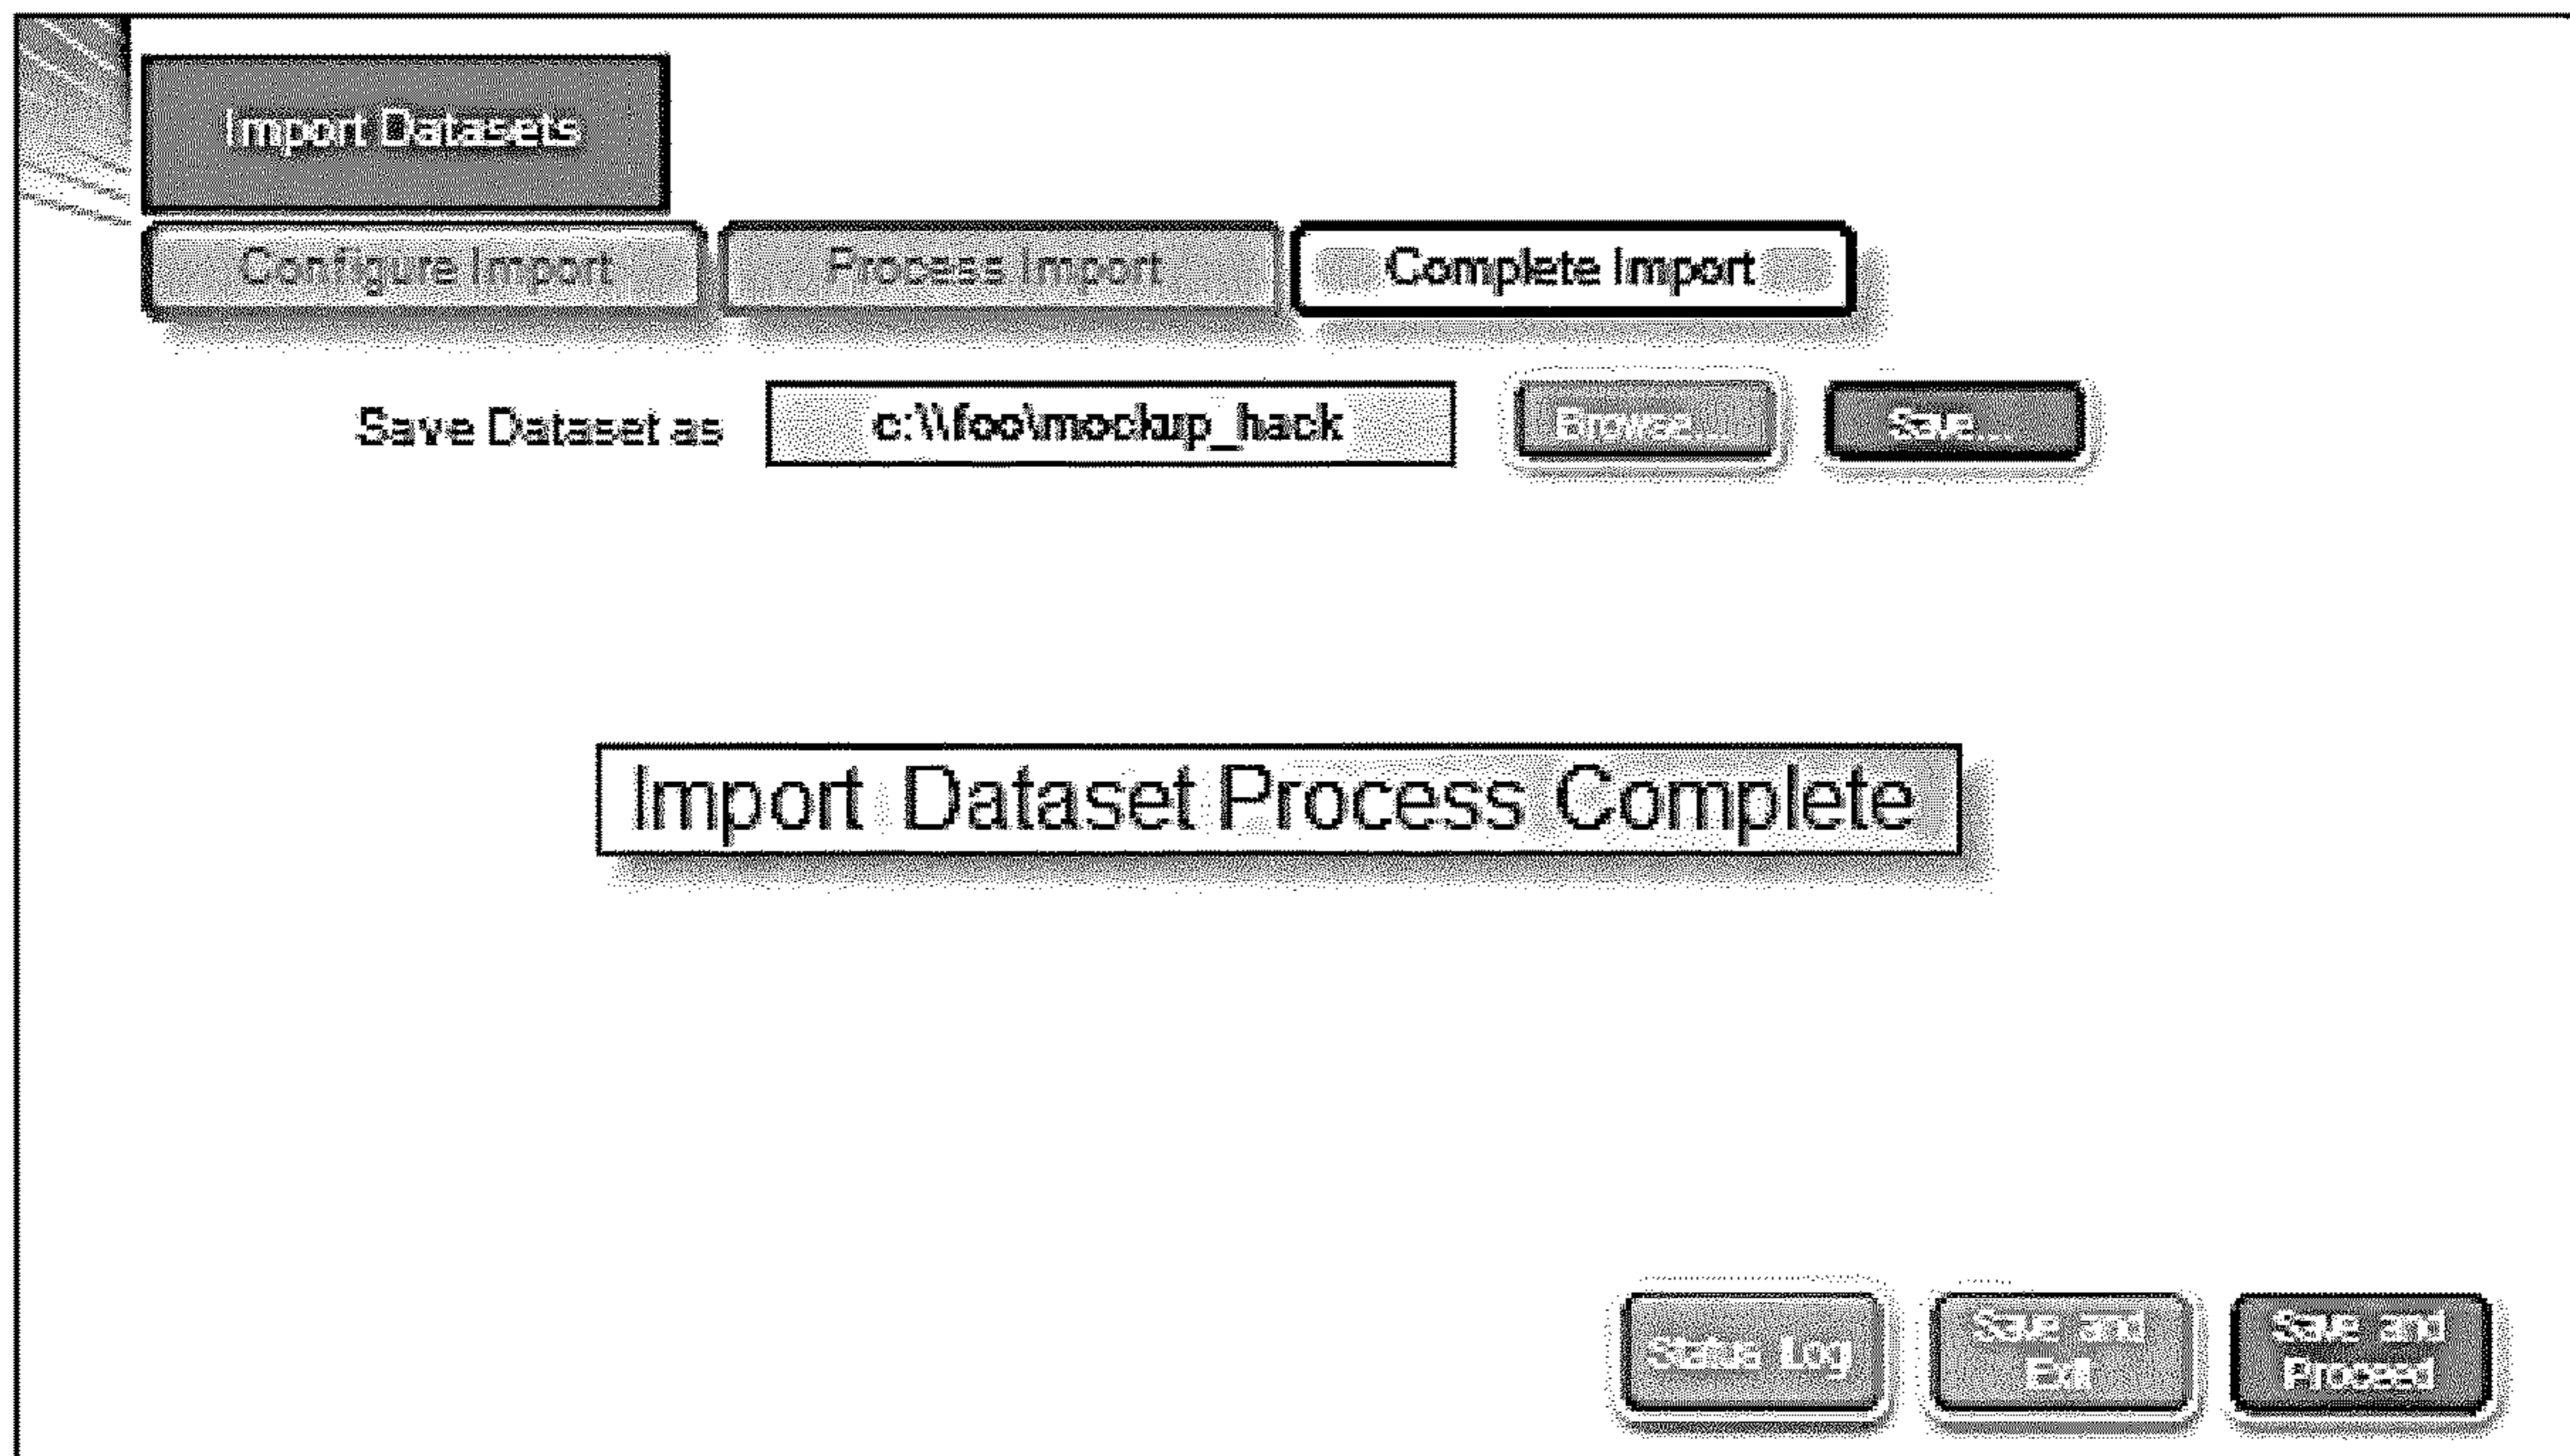 Import Datasets
Configure Import Process Import Complete Import
Save Dataset as c:\\foo\mockup_hack Browse... Save...
Import Dataset Process Complete
Status Log
Save and
Exit
Save and
Proceed